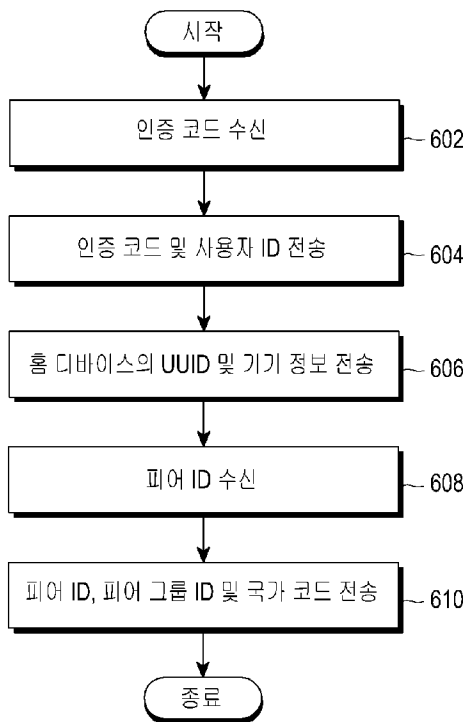 시작
인증 코드 수신
602
인증 코드 및 사용자 ID 전송
604
홈 디바이스의 UUID 및 기기 정보 전송
606
피어 ID 수신
608
피어 ID, 피어 그룹 ID 및 국가 코드 전송
610
종료